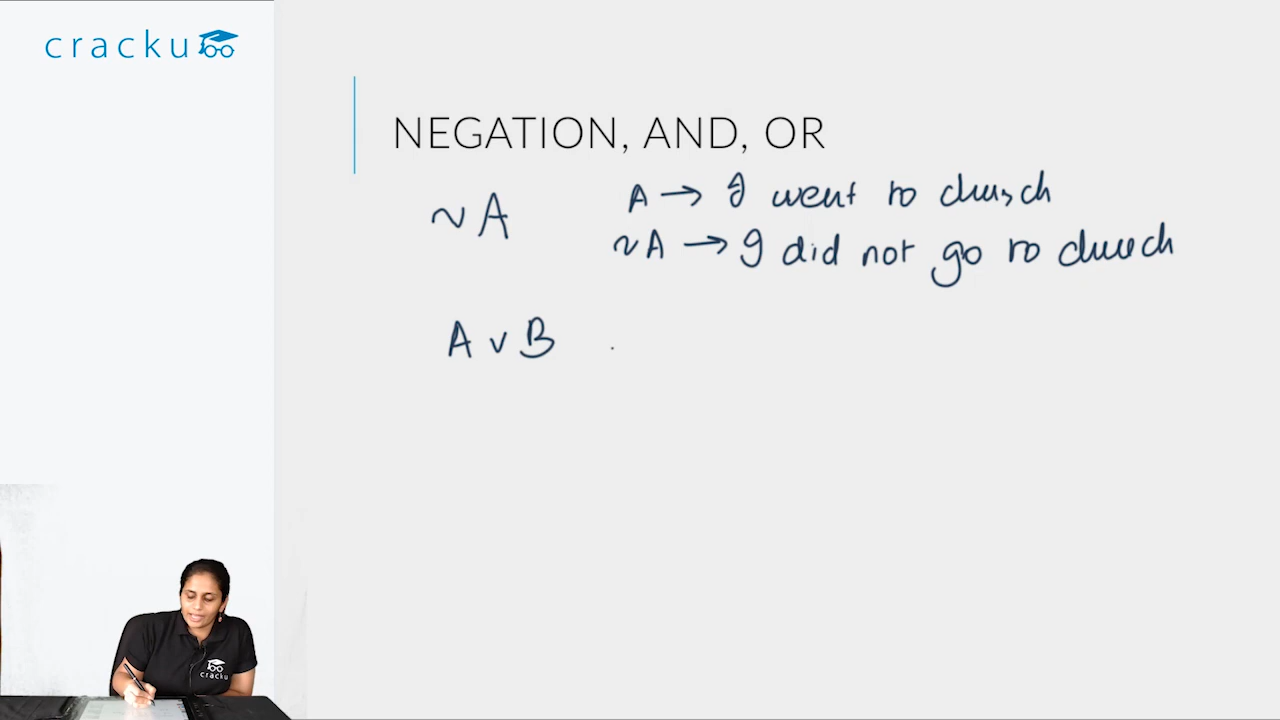 cracku
NEGATION, AND, OR
~A
A → I went to church
~A → I did not go to church
A v B
cracku